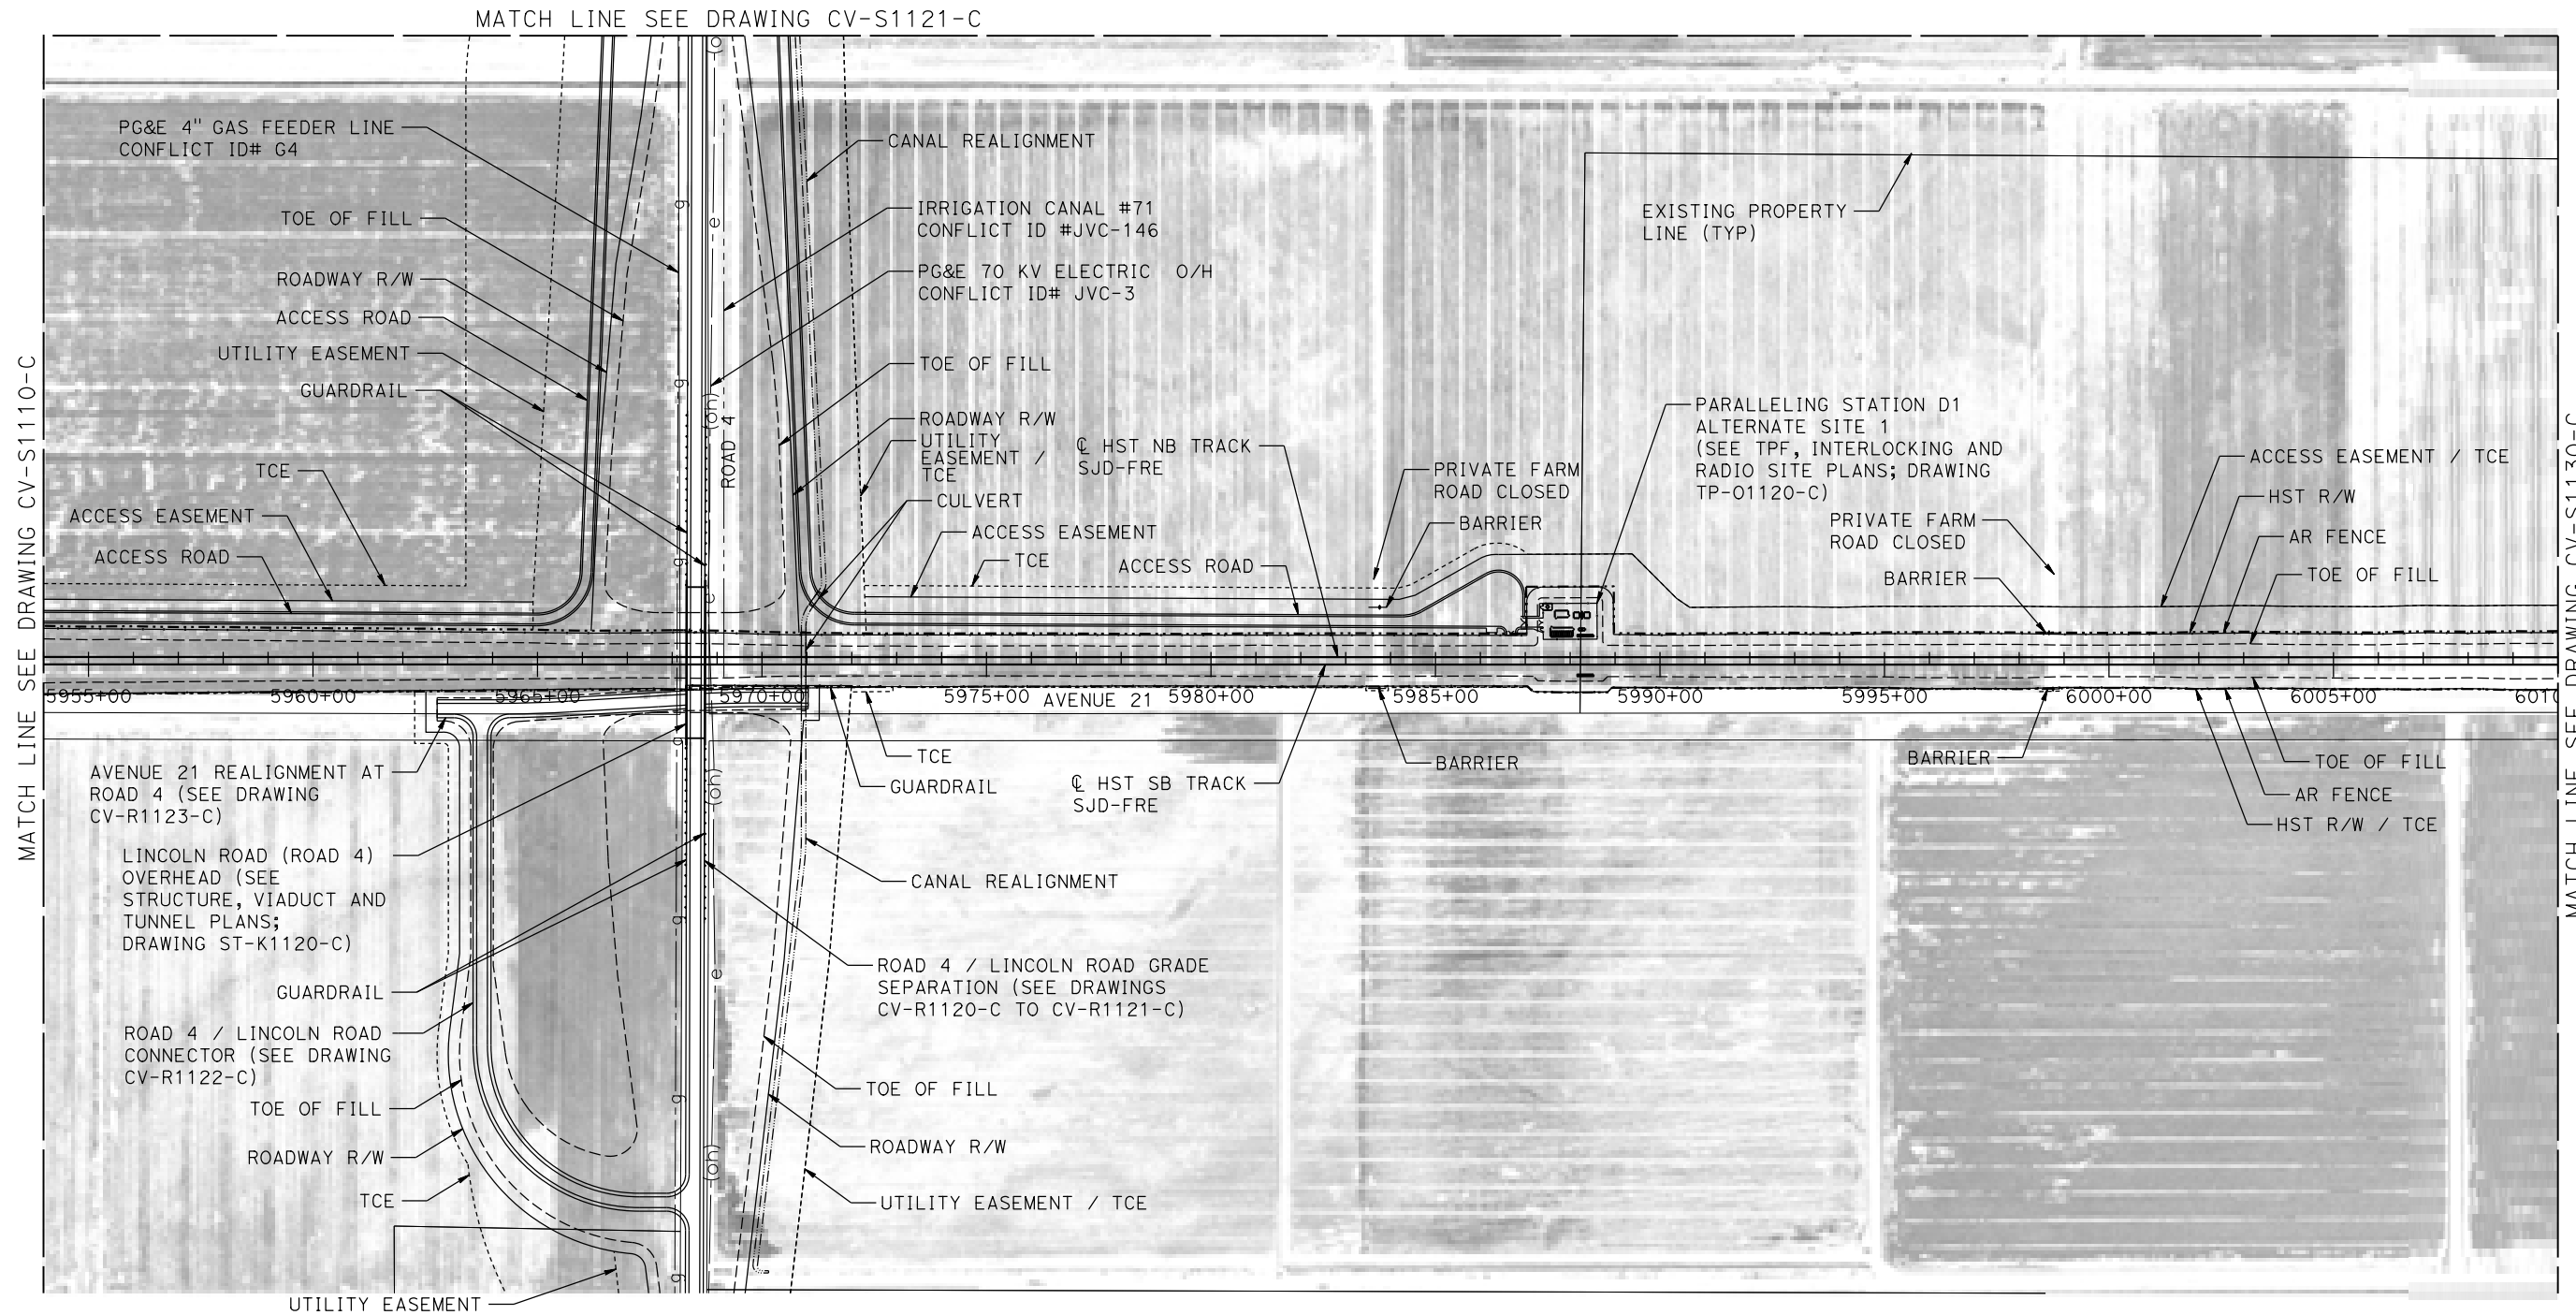 MATCH LINE SEE DRAWING CV-S1121-C
MATCH LINE SEE DRAWING CV-S1110-C
PG&E 4" GAS FEEDER LINE
CONFLICT ID# G4
TOE OF FILL
ROADWAY R/W
ACCESS ROAD
UTILITY EASEMENT
GUARDRAIL
TCE
ACCESS EASEMENT
ACCESS ROAD
g
g
g
e
e
(oh)
ROAD 4
CANAL REALIGNMENT
IRRIGATION CANAL #71
CONFLICT ID #JVC-146
PG&E 70 KV ELECTRIC O/H
CONFLICT ID# JVC-3
TOE OF FILL
ROADWAY R/W
UTILITY
EASEMENT /
TCE
CULVERT
ACCESS EASEMENT
TCE
ACCESS ROAD
℄ HST NB TRACK
SJD-FRE
EXISTING PROPERTY
LINE (TYP)
PRIVATE FARM
ROAD CLOSED
BARRIER
PARALLELING STATION D1
ALTERNATE SITE 1
(SEE TPF, INTERLOCKING AND
RADIO SITE PLANS; DRAWING
TP-O1120-C)
PRIVATE FARM
ROAD CLOSED
BARRIER
ACCESS EASEMENT / TCE
HST R/W
AR FENCE
TOE OF FILL
MATCH LINE SEE DRAWING CV-S1130-C
5955+00
5960+00
5965+00
5970+00
5975+00
AVENUE 21
5980+00
5985+00
5990+00
5995+00
6000+00
6005+00
6010
AVENUE 21 REALIGNMENT AT
ROAD 4 (SEE DRAWING
CV-R1123-C)
LINCOLN ROAD (ROAD 4)
OVERHEAD (SEE
STRUCTURE, VIADUCT AND
TUNNEL PLANS;
DRAWING ST-K1120-C)
GUARDRAIL
ROAD 4 / LINCOLN ROAD
CONNECTOR (SEE DRAWING
CV-R1122-C)
TOE OF FILL
ROADWAY R/W
TCE
UTILITY EASEMENT
g
g
g
g
(oh)
e
(oh)
TCE
GUARDRAIL
℄ HST SB TRACK
SJD-FRE
CANAL REALIGNMENT
ROAD 4 / LINCOLN ROAD GRADE
SEPARATION (SEE DRAWINGS
CV-R1120-C TO CV-R1121-C)
TOE OF FILL
ROADWAY R/W
UTILITY EASEMENT / TCE
BARRIER
BARRIER
TOE OF FILL
AR FENCE
HST R/W / TCE